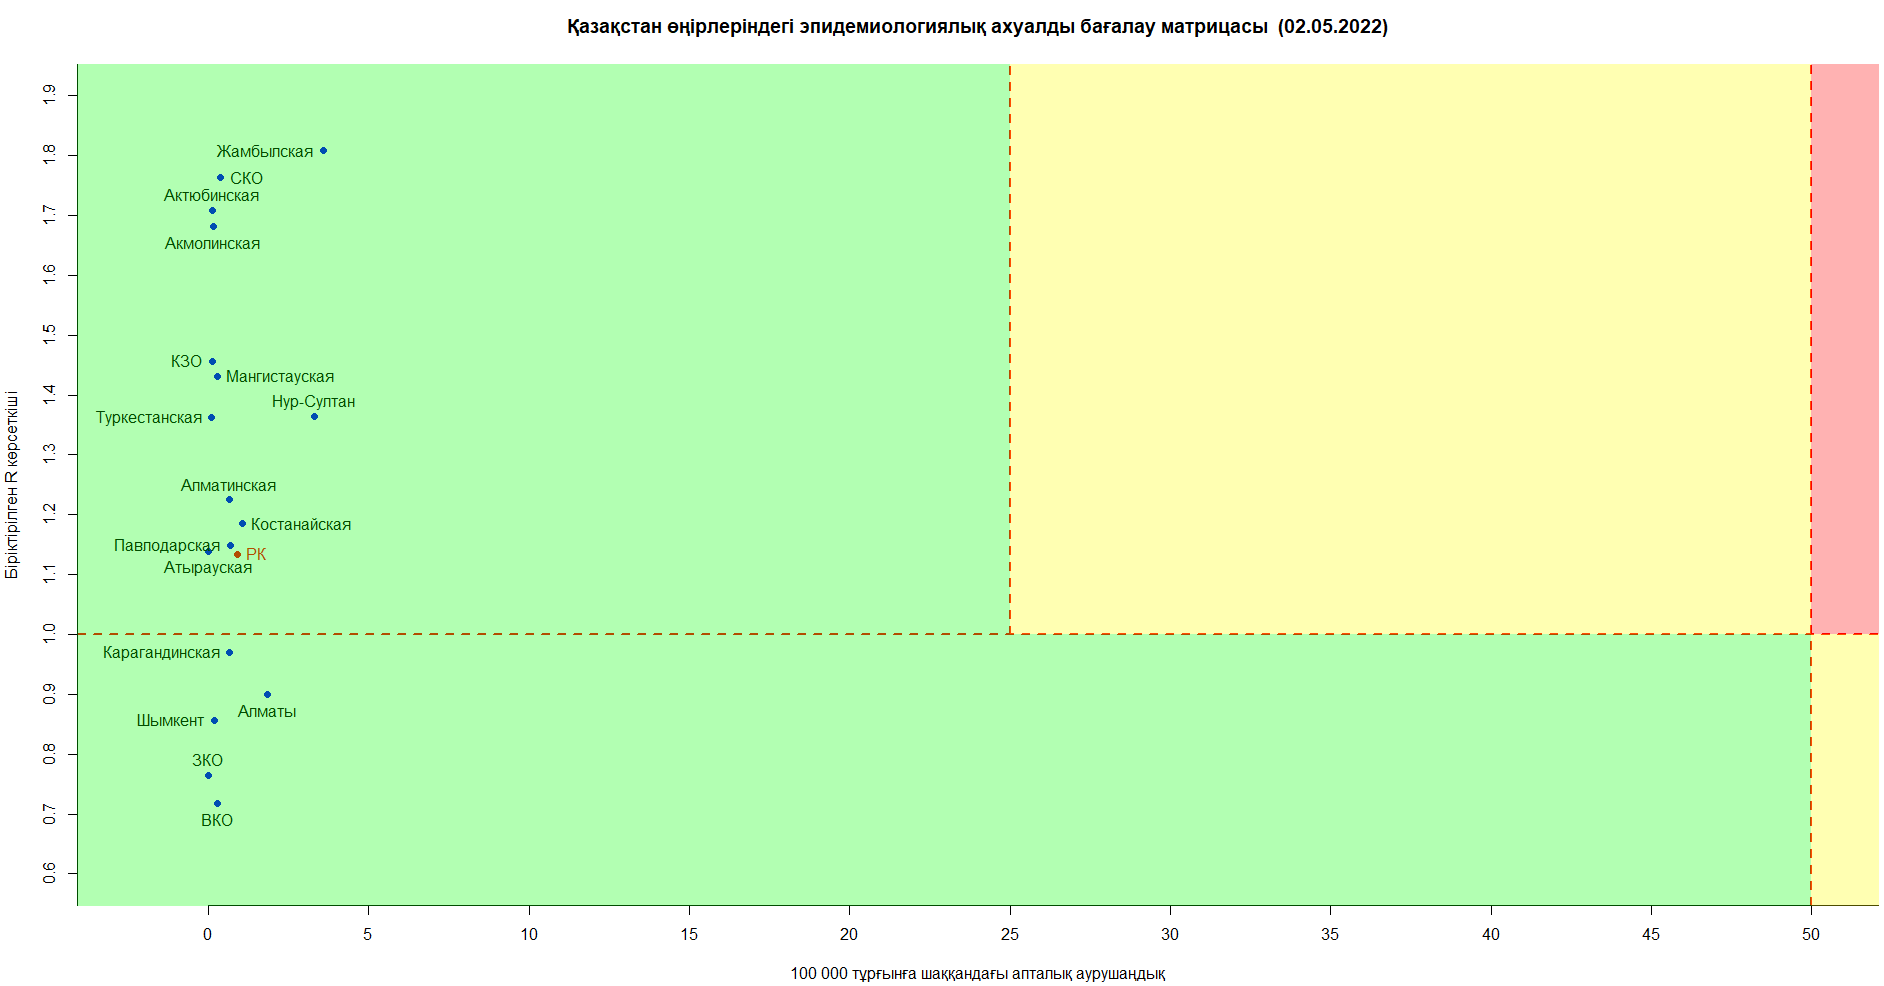 Қазақстан өңірлеріндегі эпидемиологиялық ахуалды бағалау матрицасы (02.05.2022)
Біріктірілген R көрсеткіші
1.9
1.8
1.7
1.6
1.5
1.4
1.3
1.2
1.1
1.0
0.9
0.8
0.7
0.6
Жамбылская
СКО
Актюбинская
Акмолинская
КЗО
Мангистауская
Нур-Султан
Туркестанская
Алматинская
Костанайская
Павлодарская
РК
Атырауская
Карагандинская
Алматы
Шымкент
ЗКО
ВКО
0 5 10 15 20 25 30 35 40 45 50
100 000 тұрғынға шаққандағы апталық аурушаңдық